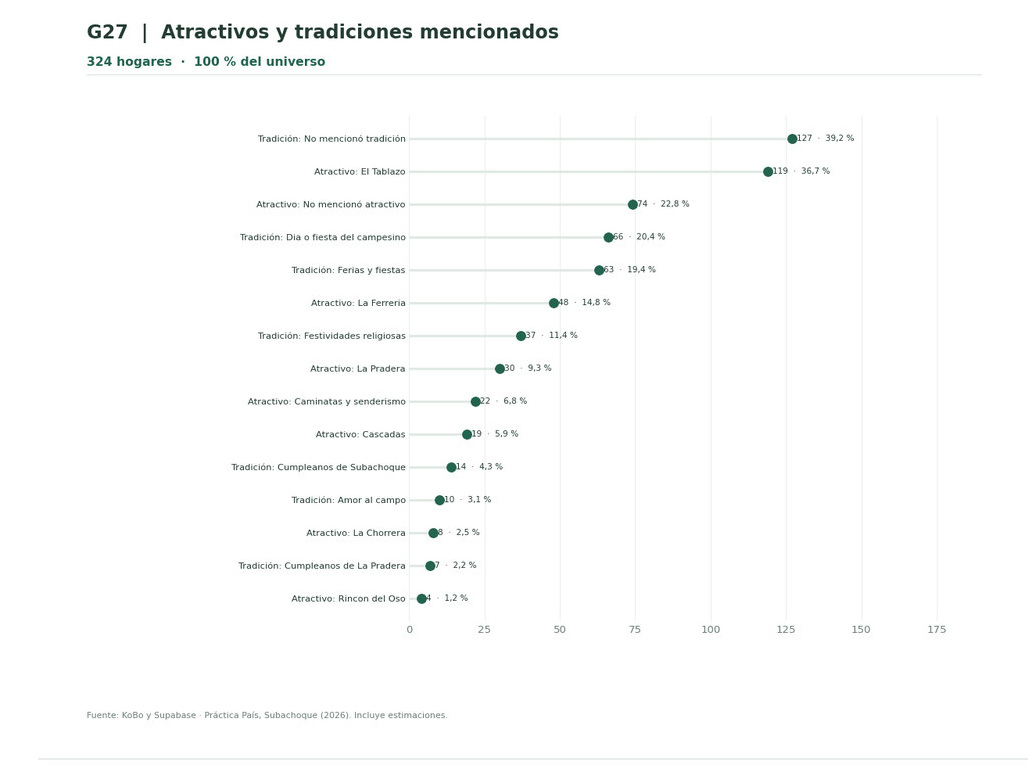 G27 | Atractivos y tradiciones mencionados
324 hogares · 100 % del universo
Tradición: No mencionó tradición 127 · 39,2 %
Atractivo: El Tablazo 119 · 36,7 %
Atractivo: No mencionó atractivo 74 · 22,8 %
Tradición: Dia o fiesta del campesino 66 · 20,4 %
Tradición: Ferias y fiestas 63 · 19,4 %
Atractivo: La Ferreria 48 · 14,8 %
Tradición: Festividades religiosas 37 · 11,4 %
Atractivo: La Pradera 30 · 9,3 %
Atractivo: Caminatas y senderismo 22 · 6,8 %
Atractivo: Cascadas 19 · 5,9 %
Tradición: Cumpleanos de Subachoque 14 · 4,3 %
Tradición: Amor al campo 10 · 3,1 %
Atractivo: La Chorrera 8 · 2,5 %
Tradición: Cumpleanos de La Pradera 7 · 2,2 %
Atractivo: Rincon del Oso 4 · 1,2 %
0 25 50 75 100 125 150 175
Fuente: KoBo y Supabase · Práctica País, Subachoque (2026). Incluye estimaciones.